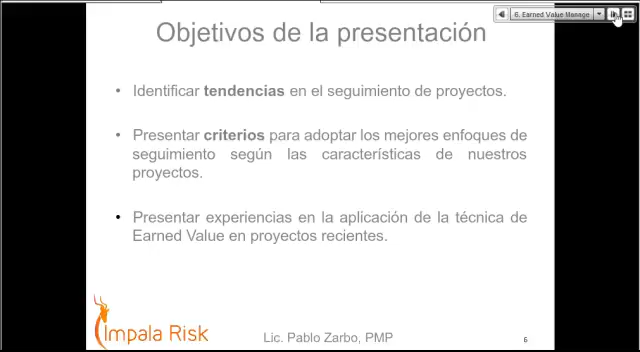 6. Earned Value Manage
Objetivos de la presentación
• Identificar tendencias en el seguimiento de proyectos.
• Presentar criterios para adoptar los mejores enfoques de
seguimiento según las características de nuestros
proyectos.
• Presentar experiencias en la aplicación de la técnica de
Earned Value en proyectos recientes.
Impala Risk
Lic. Pablo Zarbo, PMP
6